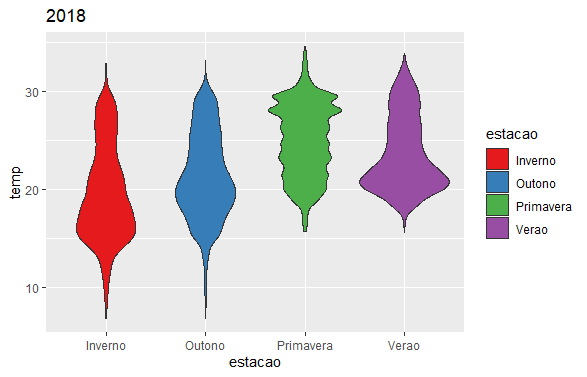 2018
30
20
10
temp
Inverno
Outono
Primavera
Verao
estacao
estacao
Inverno
Outono
Primavera
Verao